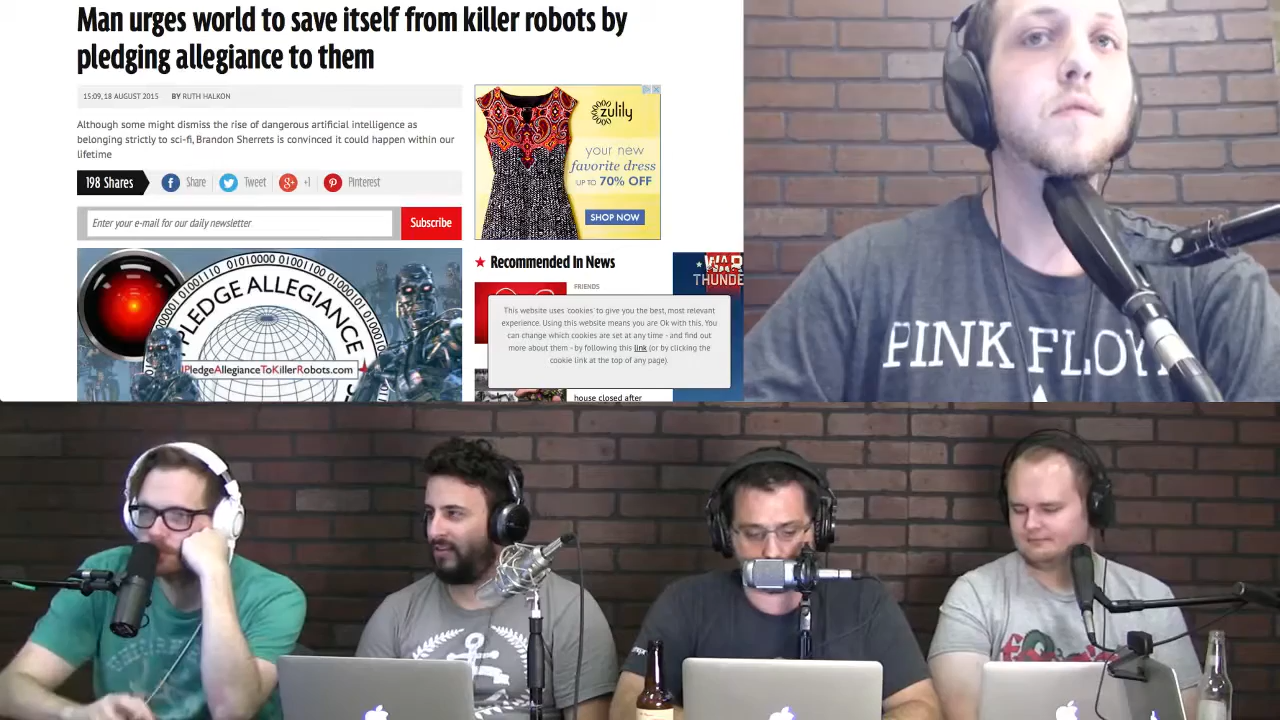 Man urges world to save itself from killer robots by
pledging allegiance to them
15:09, 18 AUGUST 2015 BY RUTH HALKON
Although some might dismiss the rise of dangerous artificial intelligence as
belonging strictly to sci-fi, Brandon Sherrets is convinced it could happen within our
lifetime
198 Shares
Share
Tweet
+1
Pinterest
Enter your e-mail for our daily newsletter
Subscribe
01010000 01001100 010
PLEDGE ALLEGIANCE
IPledgeAllegianceToKillerRobots.com
zulily
your new
favorite dress
UP TO 70% OFF
SHOP NOW
Recommended In News
FRIENDS
WAR
THUNDE
This website uses 'cookies' to give you the best, most relevant
experience. Using this website means you are Ok with this. You
can change which cookies are set at any time - and find out
more about them - by following this link (or by clicking the
cookie link at the top of any page).
house closed after
PINK FLOY